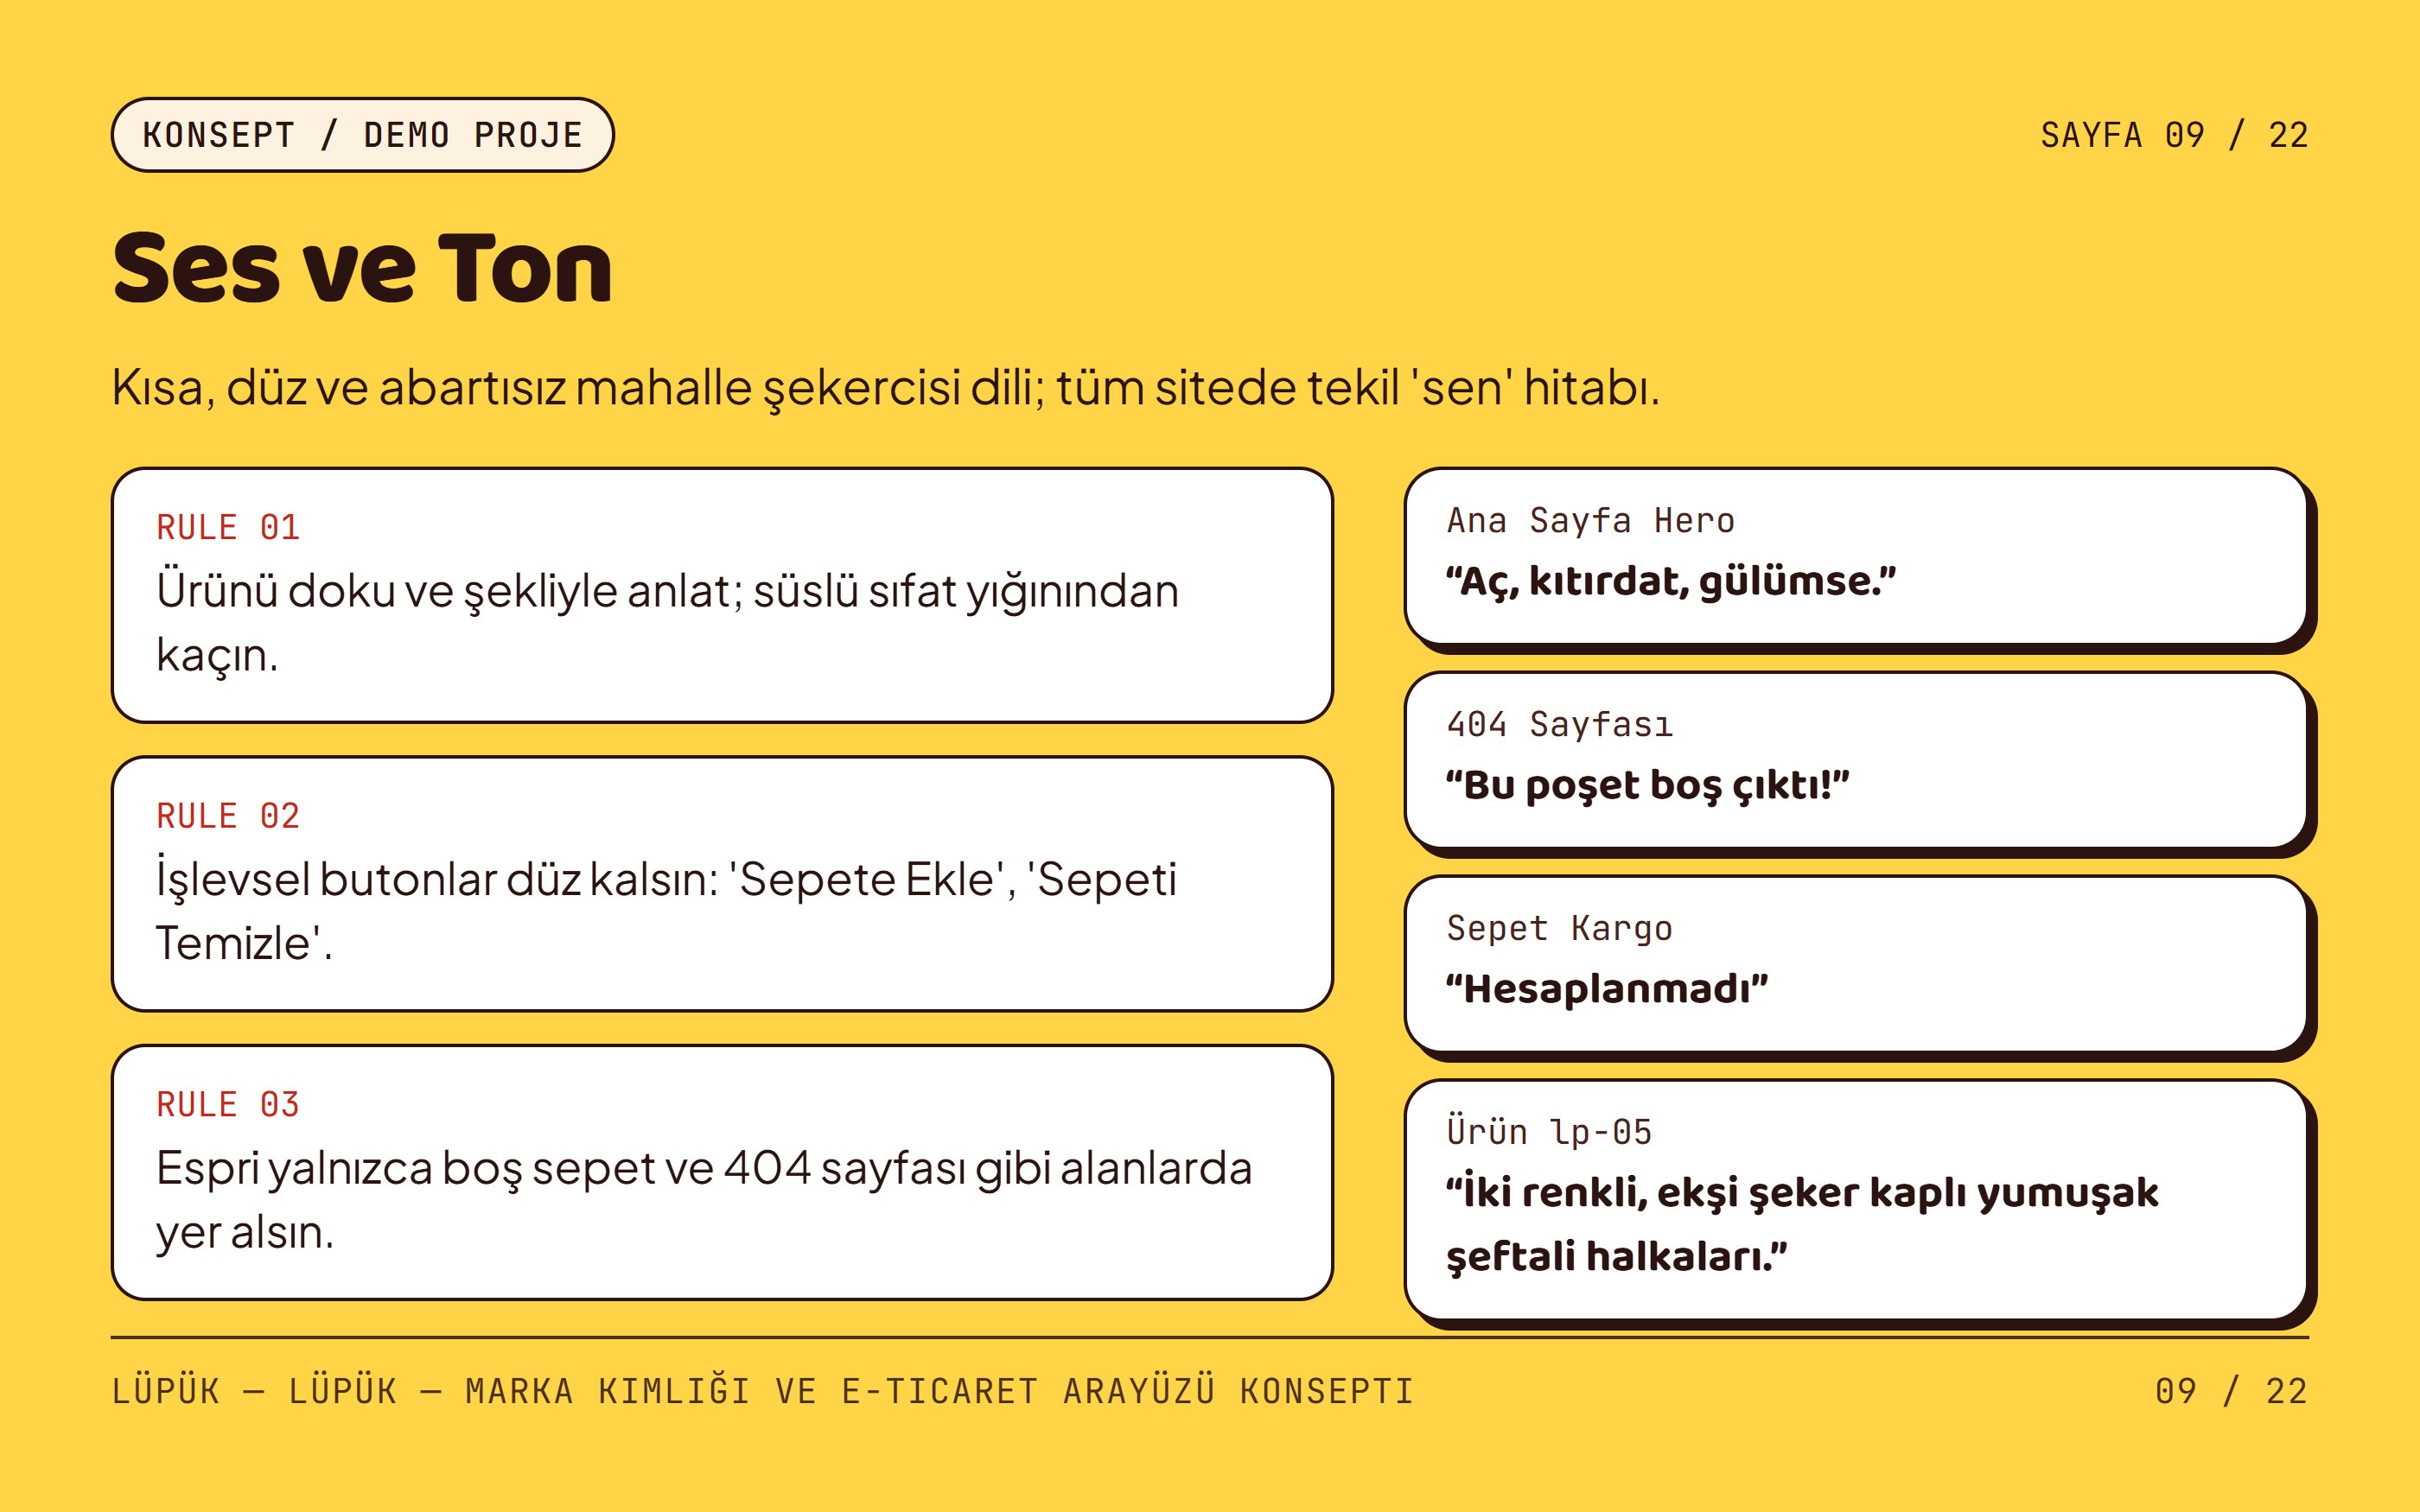 KONSEPT / DEMO PROJE
SAYFA 09 / 22
Ses ve Ton
Kısa, düz ve abartısız mahalle şekercisi dili; tüm sitede tekil 'sen' hitabı.
RULE 01
Ürünü doku ve şekliyle anlat; süslü sıfat yığınından
kaçın.
RULE 02
İşlevsel butonlar düz kalsın: 'Sepete Ekle', 'Sepeti
Temizle'.
RULE 03
Espri yalnızca boş sepet ve 404 sayfası gibi alanlarda
yer alsın.
Ana Sayfa Hero
“Aç, kıtırdat, gülümse.”
404 Sayfası
“Bu poşet boş çıktı!”
Sepet Kargo
“Hesaplanmadı”
Ürün lp-05
“İki renkli, ekşi şeker kaplı yumuşak
şeftali halkaları.”
LÜPÜK — LÜPÜK — MARKA KIMLIĞI VE E-TICARET ARAYÜZÜ KONSEPTI
09 / 22